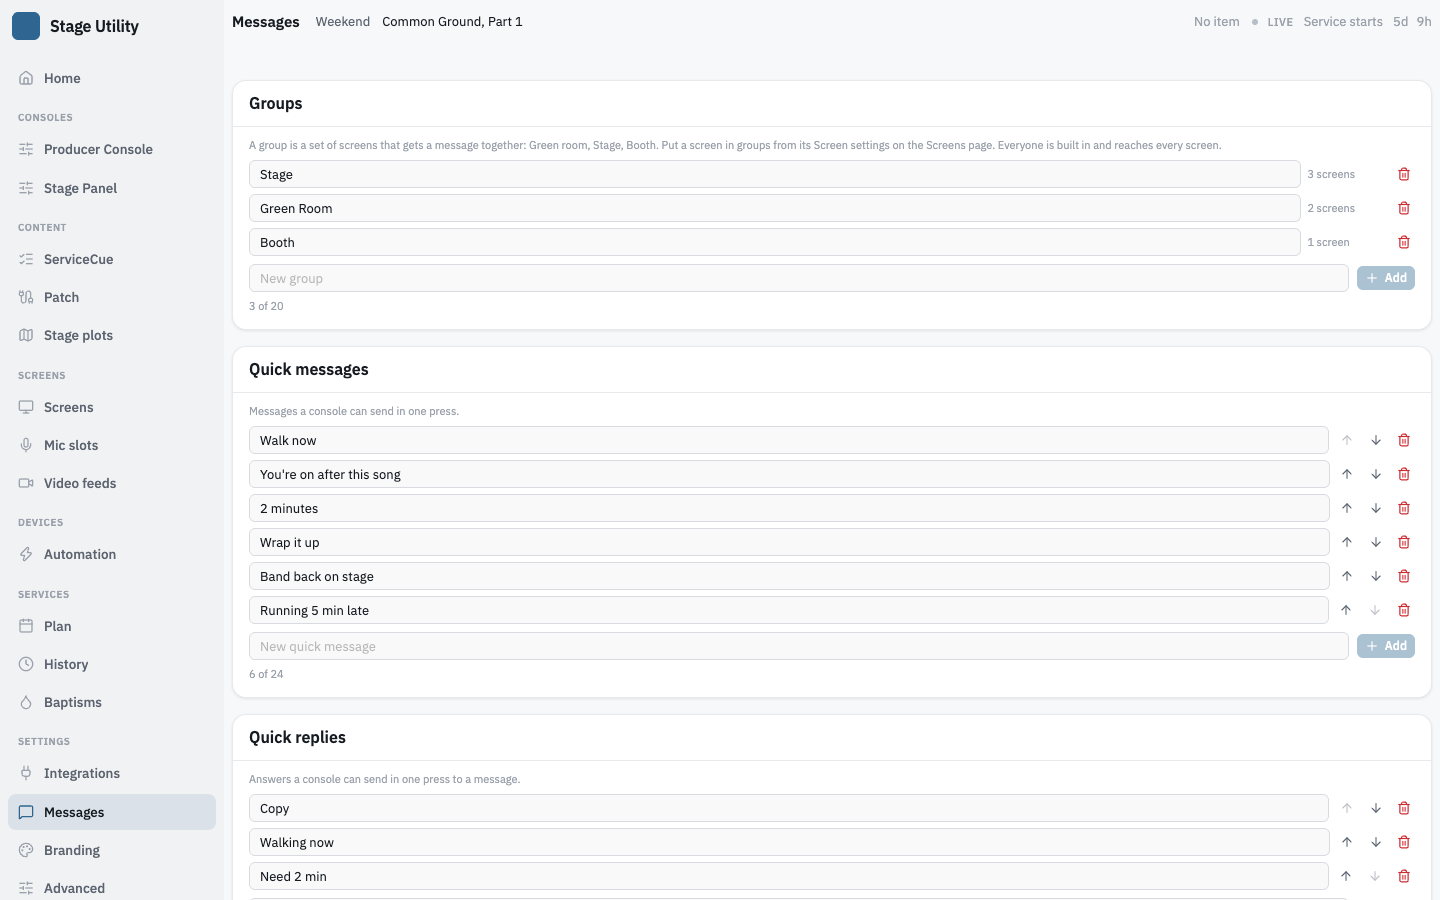 Stage Utility
Messages Weekend Common Ground, Part 1
No item LIVE Service starts 5d 9h
Home
CONSOLES
Producer Console
Stage Panel
CONTENT
ServiceCue
Patch
Stage plots
SCREENS
Screens
Mic slots
Video feeds
DEVICES
Automation
SERVICES
Plan
History
Baptisms
SETTINGS
Integrations
Messages
Branding
Advanced
Groups
A group is a set of screens that gets a message together: Green room, Stage, Booth. Put a screen in groups from its Screen settings on the Screens page. Everyone is built in and reaches every screen.
Stage 3 screens
Green Room 2 screens
Booth 1 screen
New group Add
3 of 20
Quick messages
Messages a console can send in one press.
Walk now
You're on after this song
2 minutes
Wrap it up
Band back on stage
Running 5 min late
New quick message Add
6 of 24
Quick replies
Answers a console can send in one press to a message.
Copy
Walking now
Need 2 min